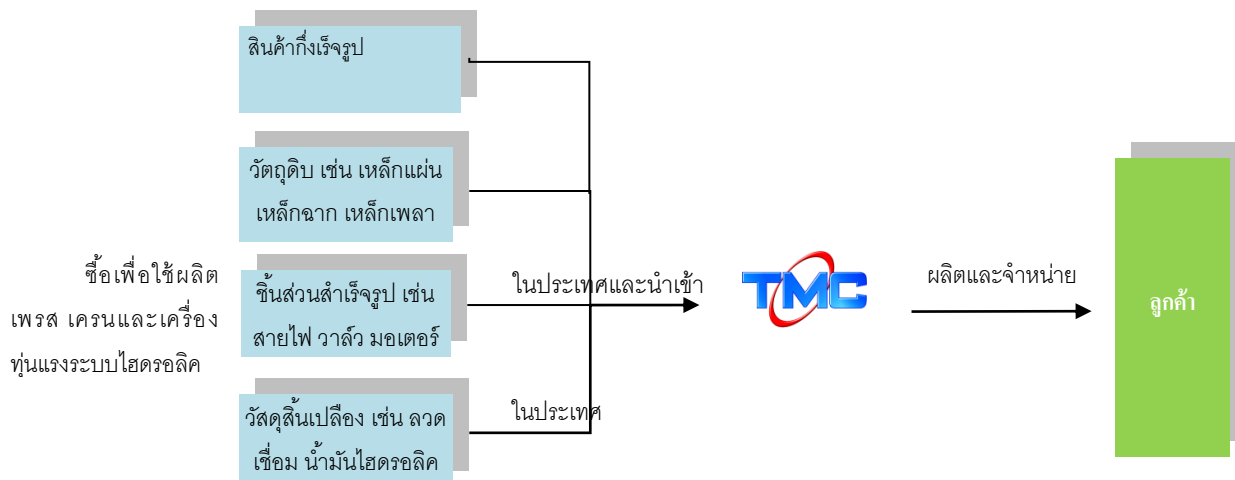 สินค้ากึ่งเร็จรูป
วัตถุดิบ เช่น เหล็กแผ่น
เหล็กฉาก เหล็กเพลา
ซื้อเพื่อใช้ผลิต
เพรส เครนและเครื่อง
ทุ่นแรงระบบไฮดรอลิค
ชิ้นส่วนสำเร็จรูป เช่น
สายไฟ วาล์ว มอเตอร์
วัสดุสิ้นเปลือง เช่น ลวด
เชื่อม น้ำมันไฮดรอลิค
ในประเทศและนำเข้า
ในประเทศ
TMC
ผลิตและจำหน่าย
ลูกค้า